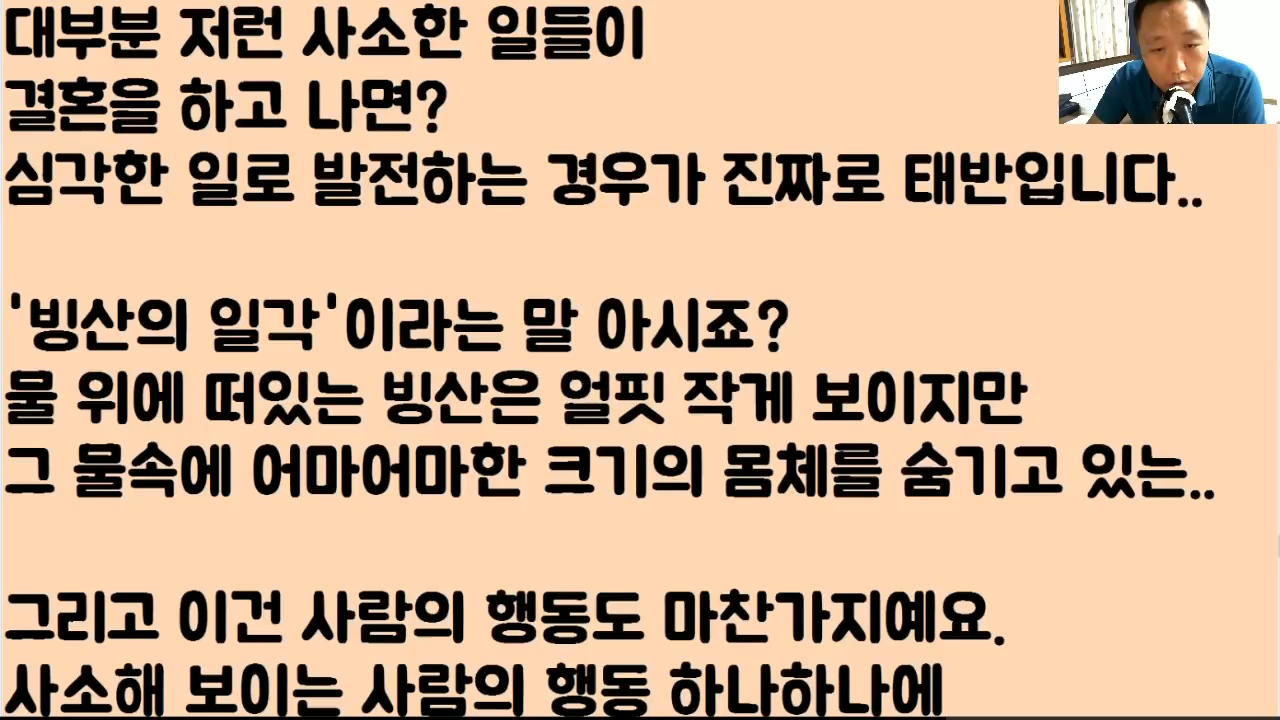 대부분 저런 사소한 일들이
결혼을 하고 나면?
심각한 일로 발전하는 경우가 진짜로 태반입니다..
'빙산의 일각'이라는 말 아시죠?
물 위에 떠있는 빙산은 얼핏 작게 보이지만
그 물속에 어마어마한 크기의 몸체를 숨기고 있는..
그리고 이건 사람의 행동도 마찬가지예요.
사소해 보이는 사람의 행동 하나하나에